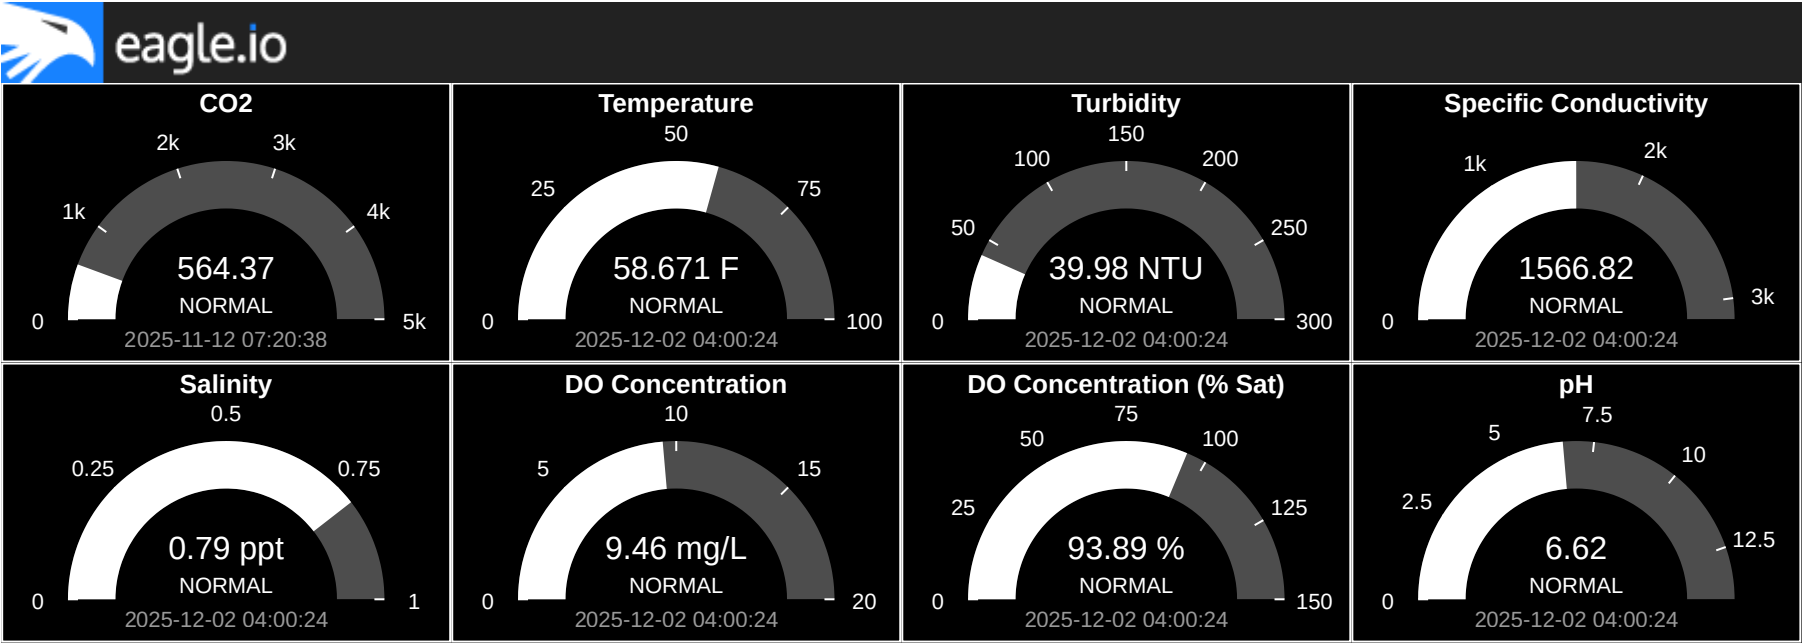 eagle.io
CO2
2k
3k
1k
4k
564.37
NORMAL
0
5k
2025-11-12 07:20:38
Temperature
50
25
75
58.671 F
NORMAL
0
100
2025-12-02 04:00:24
Turbidity
150
100
200
50
250
39.98 NTU
NORMAL
0
300
2025-12-02 04:00:24
Specific Conductivity
2k
1k
1566.82
3k
NORMAL
0
2025-12-02 04:00:24
Salinity
0.5
0.25
0.75
0.79 ppt
NORMAL
0
1
2025-12-02 04:00:24
DO Concentration
10
5
15
9.46 mg/L
NORMAL
0
20
2025-12-02 04:00:24
DO Concentration (% Sat)
75
50
100
25
125
93.89 %
NORMAL
0
150
2025-12-02 04:00:24
pH
7.5
5
10
2.5
12.5
6.62
NORMAL
0
2025-12-02 04:00:24